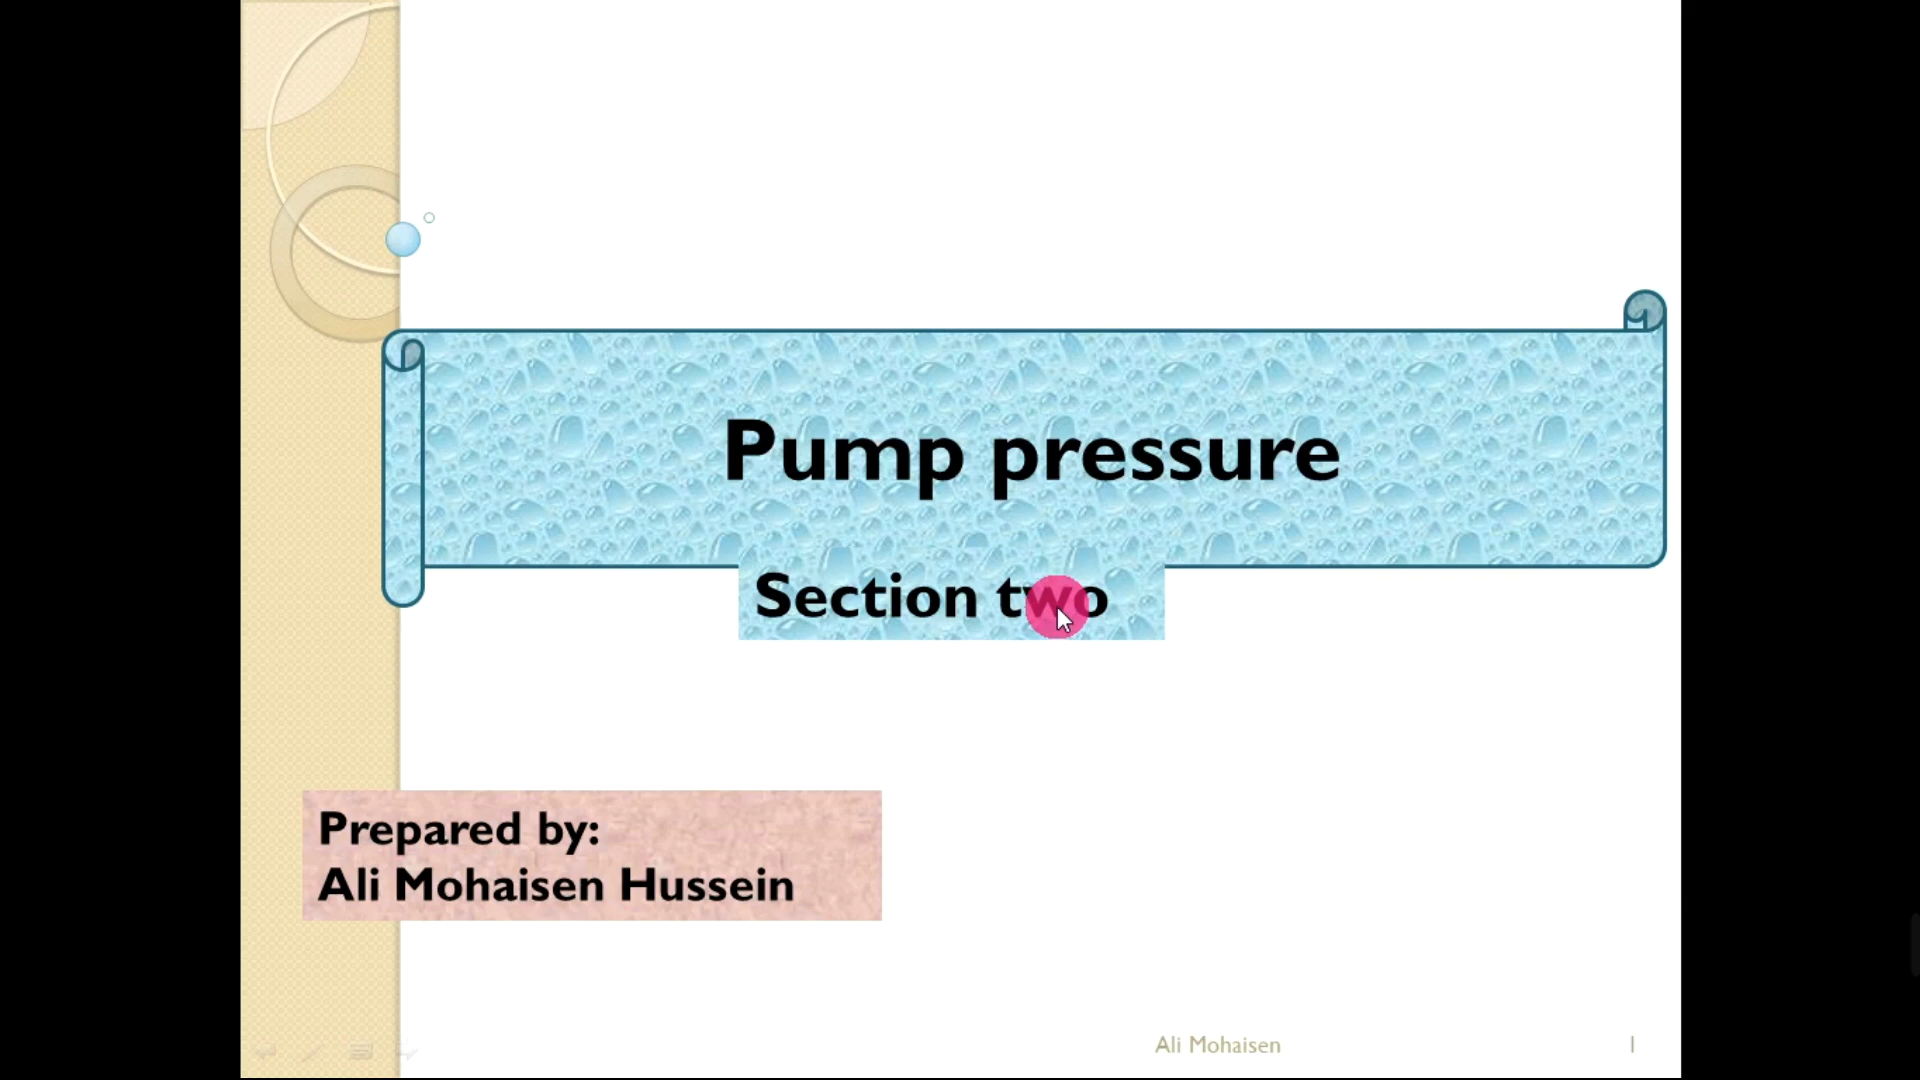 Pump pressure
Section two
Prepared by:
Ali Mohaisen Hussein
Ali Mohaisen
1